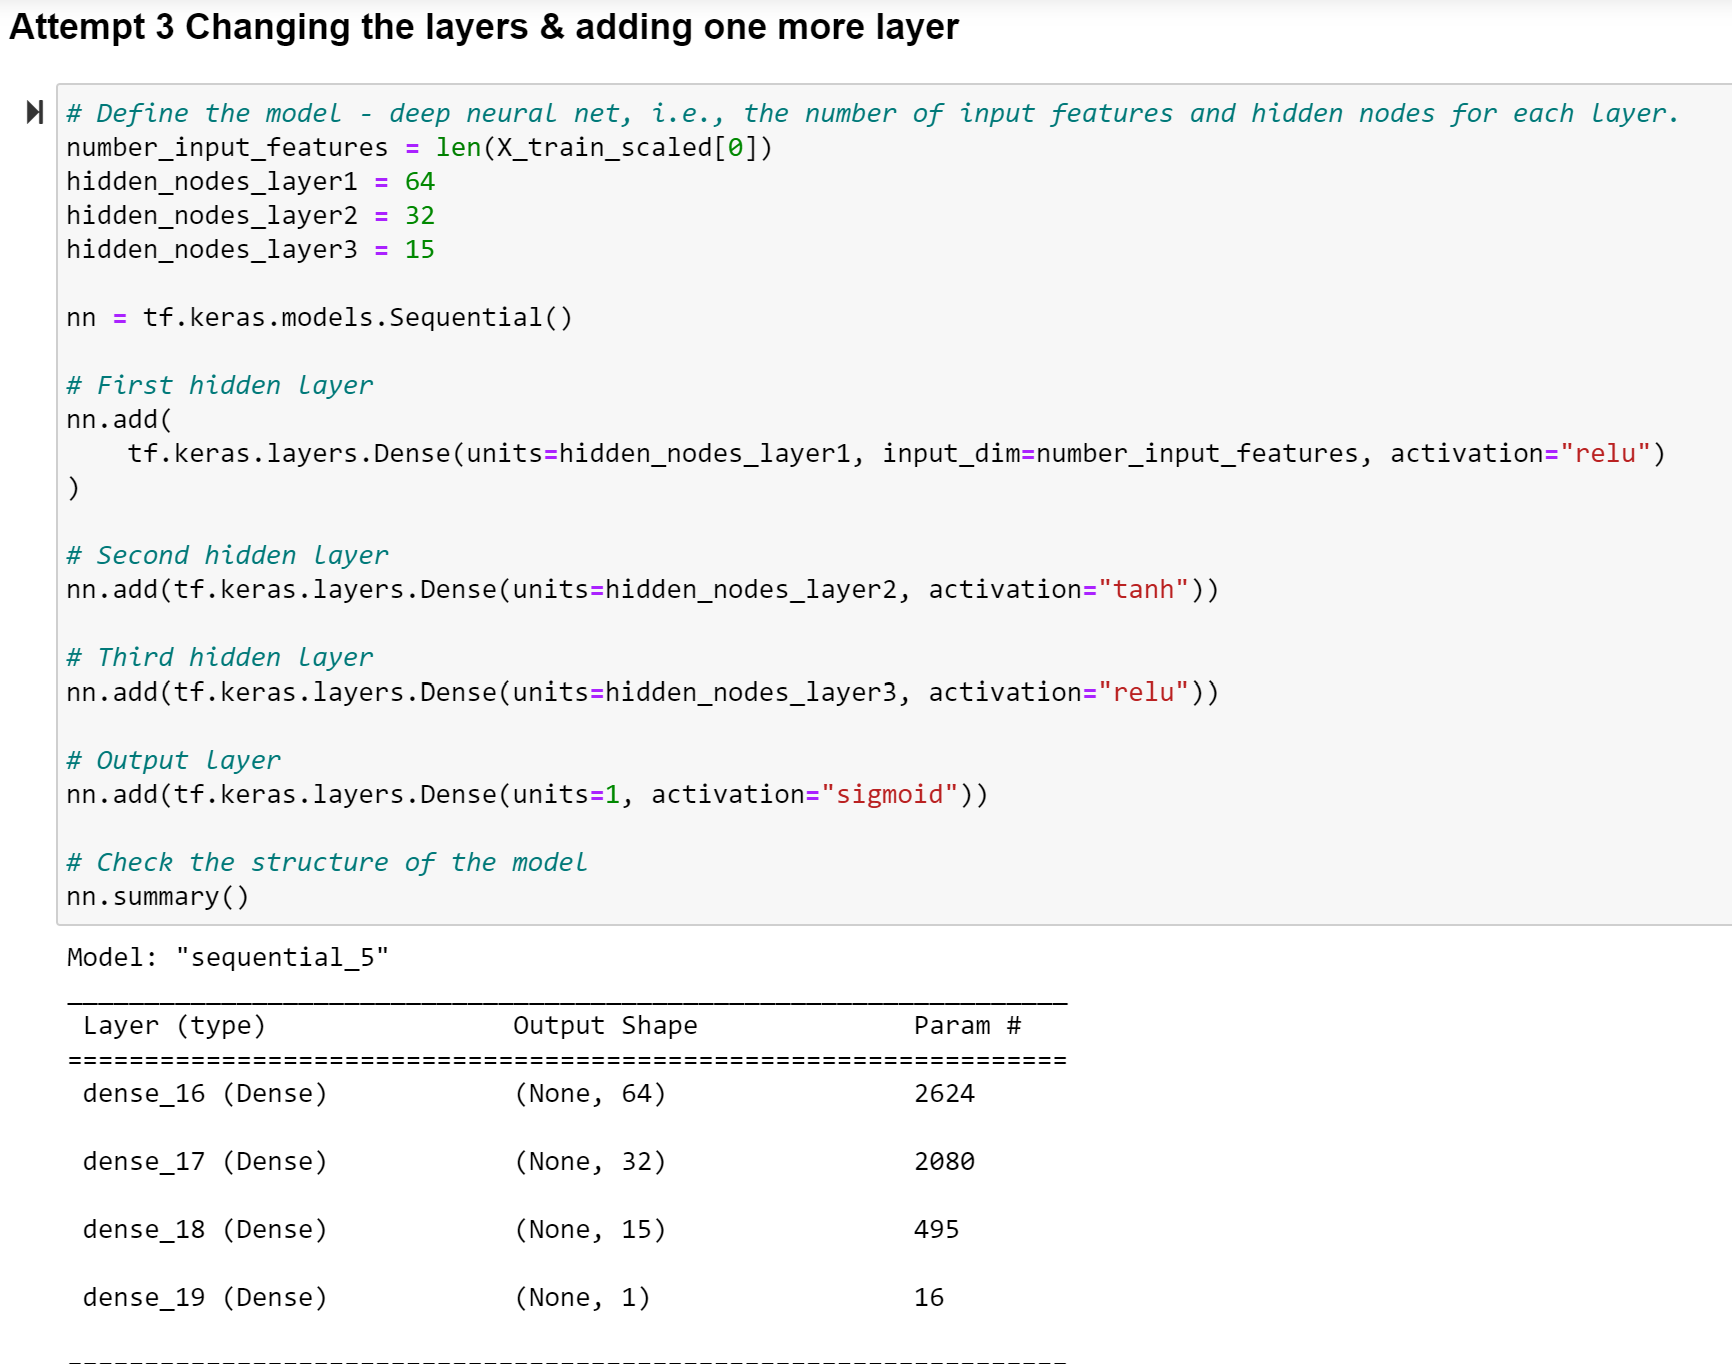 Attempt 3 Changing the layers & adding one more layer
# Define the model - deep neural net, i.e., the number of input features and hidden nodes for each layer.
number_input_features = len(X_train_scaled[0])
hidden_nodes_layer1 = 64
hidden_nodes_layer2 = 32
hidden_nodes_layer3 = 15
nn = tf.keras.models.Sequential()
# First hidden layer
nn.add(
    tf.keras.layers.Dense(units=hidden_nodes_layer1, input_dim=number_input_features, activation="relu")
)
# Second hidden layer
nn.add(tf.keras.layers.Dense(units=hidden_nodes_layer2, activation="tanh"))
# Third hidden layer
nn.add(tf.keras.layers.Dense(units=hidden_nodes_layer3, activation="relu"))
# Output layer
nn.add(tf.keras.layers.Dense(units=1, activation="sigmoid"))
# Check the structure of the model
nn.summary()
Model: "sequential_5"
_________________________________________________________________
 Layer (type)                Output Shape              Param #
=================================================================
 dense_16 (Dense)            (None, 64)                2624
 dense_17 (Dense)            (None, 32)                2080
 dense_18 (Dense)            (None, 15)                495
 dense_19 (Dense)            (None, 1)                 16